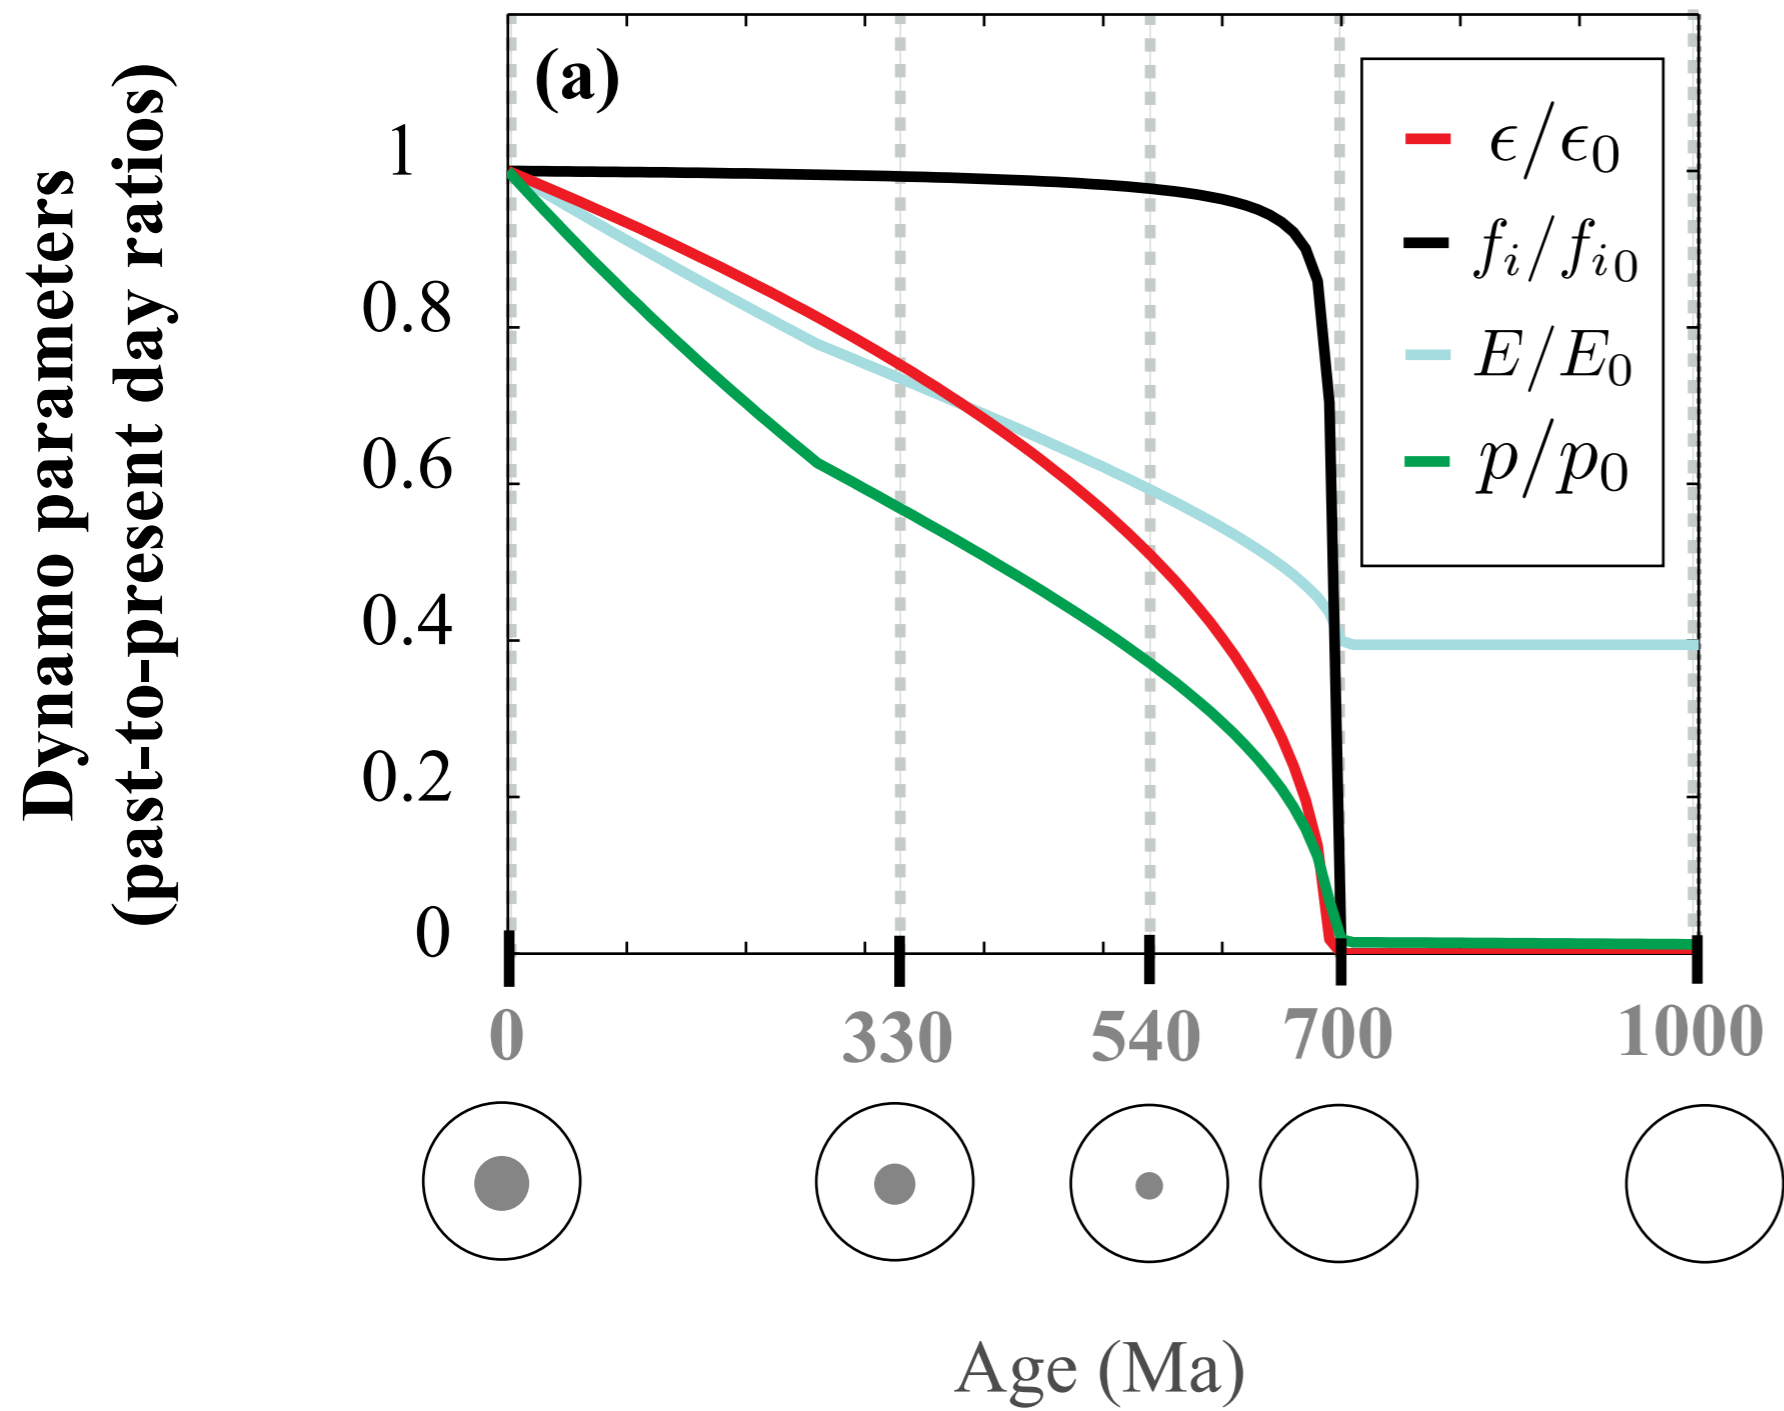 Dynamo parameters
(past-to-present day ratios)
(a)
1
0.8
0.6
0.4
0.2
0
ϵ/ϵ₀
fᵢ/fᵢ₀
E/E₀
p/p₀
0 330 540 700 1000
Age (Ma)